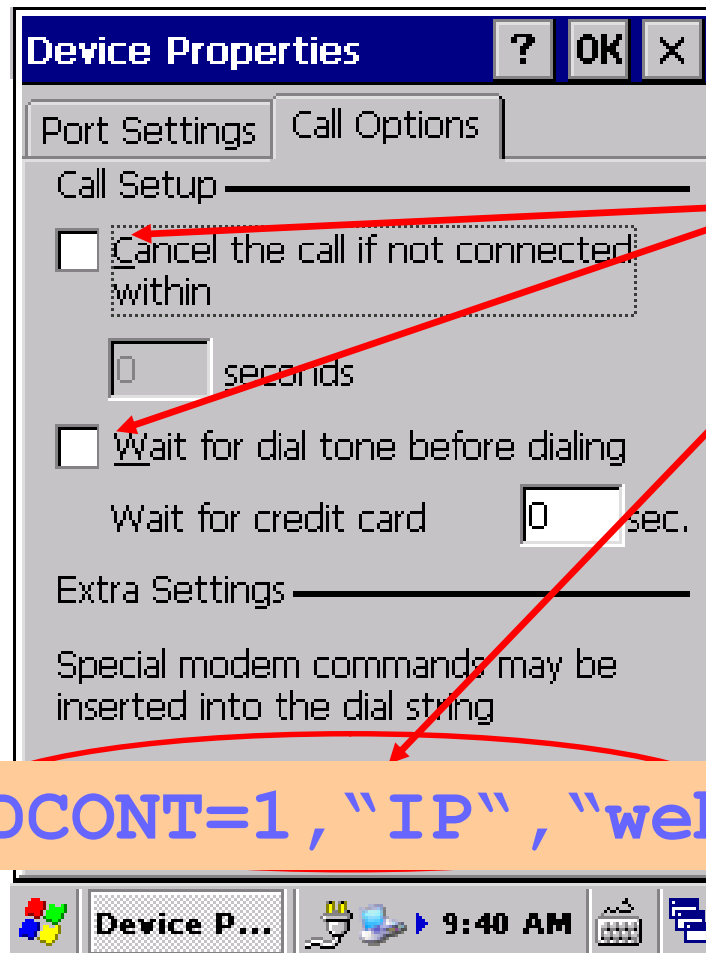 Device Properties ? OK ×
Port Settings Call Options
Call Setup
Cancel the call if not connected
within
0 seconds
Wait for dial tone before dialing
Wait for credit card 0 sec.
Extra Settings
Special modem commands may be
inserted into the dial string
DCONT=1,"IP","we
Device P... 9:40 AM